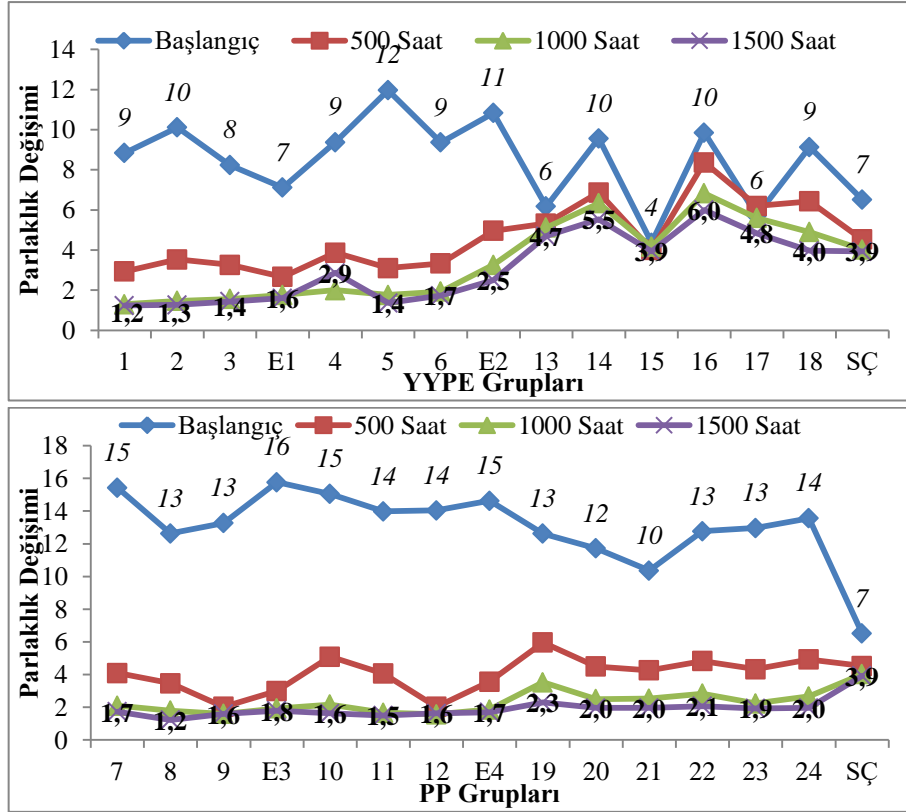 Başlangıç 500 Saat 1000 Saat 1500 Saat
Parlaklık Değişimi
14
12
10
8
6
4
2
0
9 10 8 7 9 12 9 11 6 10 4 10 6 9 7
1,2 1,3 1,4 1,6 2,9 1,4 1,7 2,5 4,7 5,5 3,9 6,0 4,8 4,0 3,9
1 2 3 E1 4 5 6 E2 13 14 15 16 17 18 SÇ
YYPE Grupları
Başlangıç 500 Saat 1000 Saat 1500 Saat
Parlaklık Değişimi
18
16
14
12
10
8
6
4
2
0
15 13 13 16 15 14 14 15 13 12 10 13 13 14 7
1,7 1,2 1,6 1,8 1,6 1,5 1,6 1,7 2,3 2,0 2,0 2,1 1,9 2,0 3,9
7 8 9 E3 10 11 12 E4 19 20 21 22 23 24 SÇ
PP Grupları